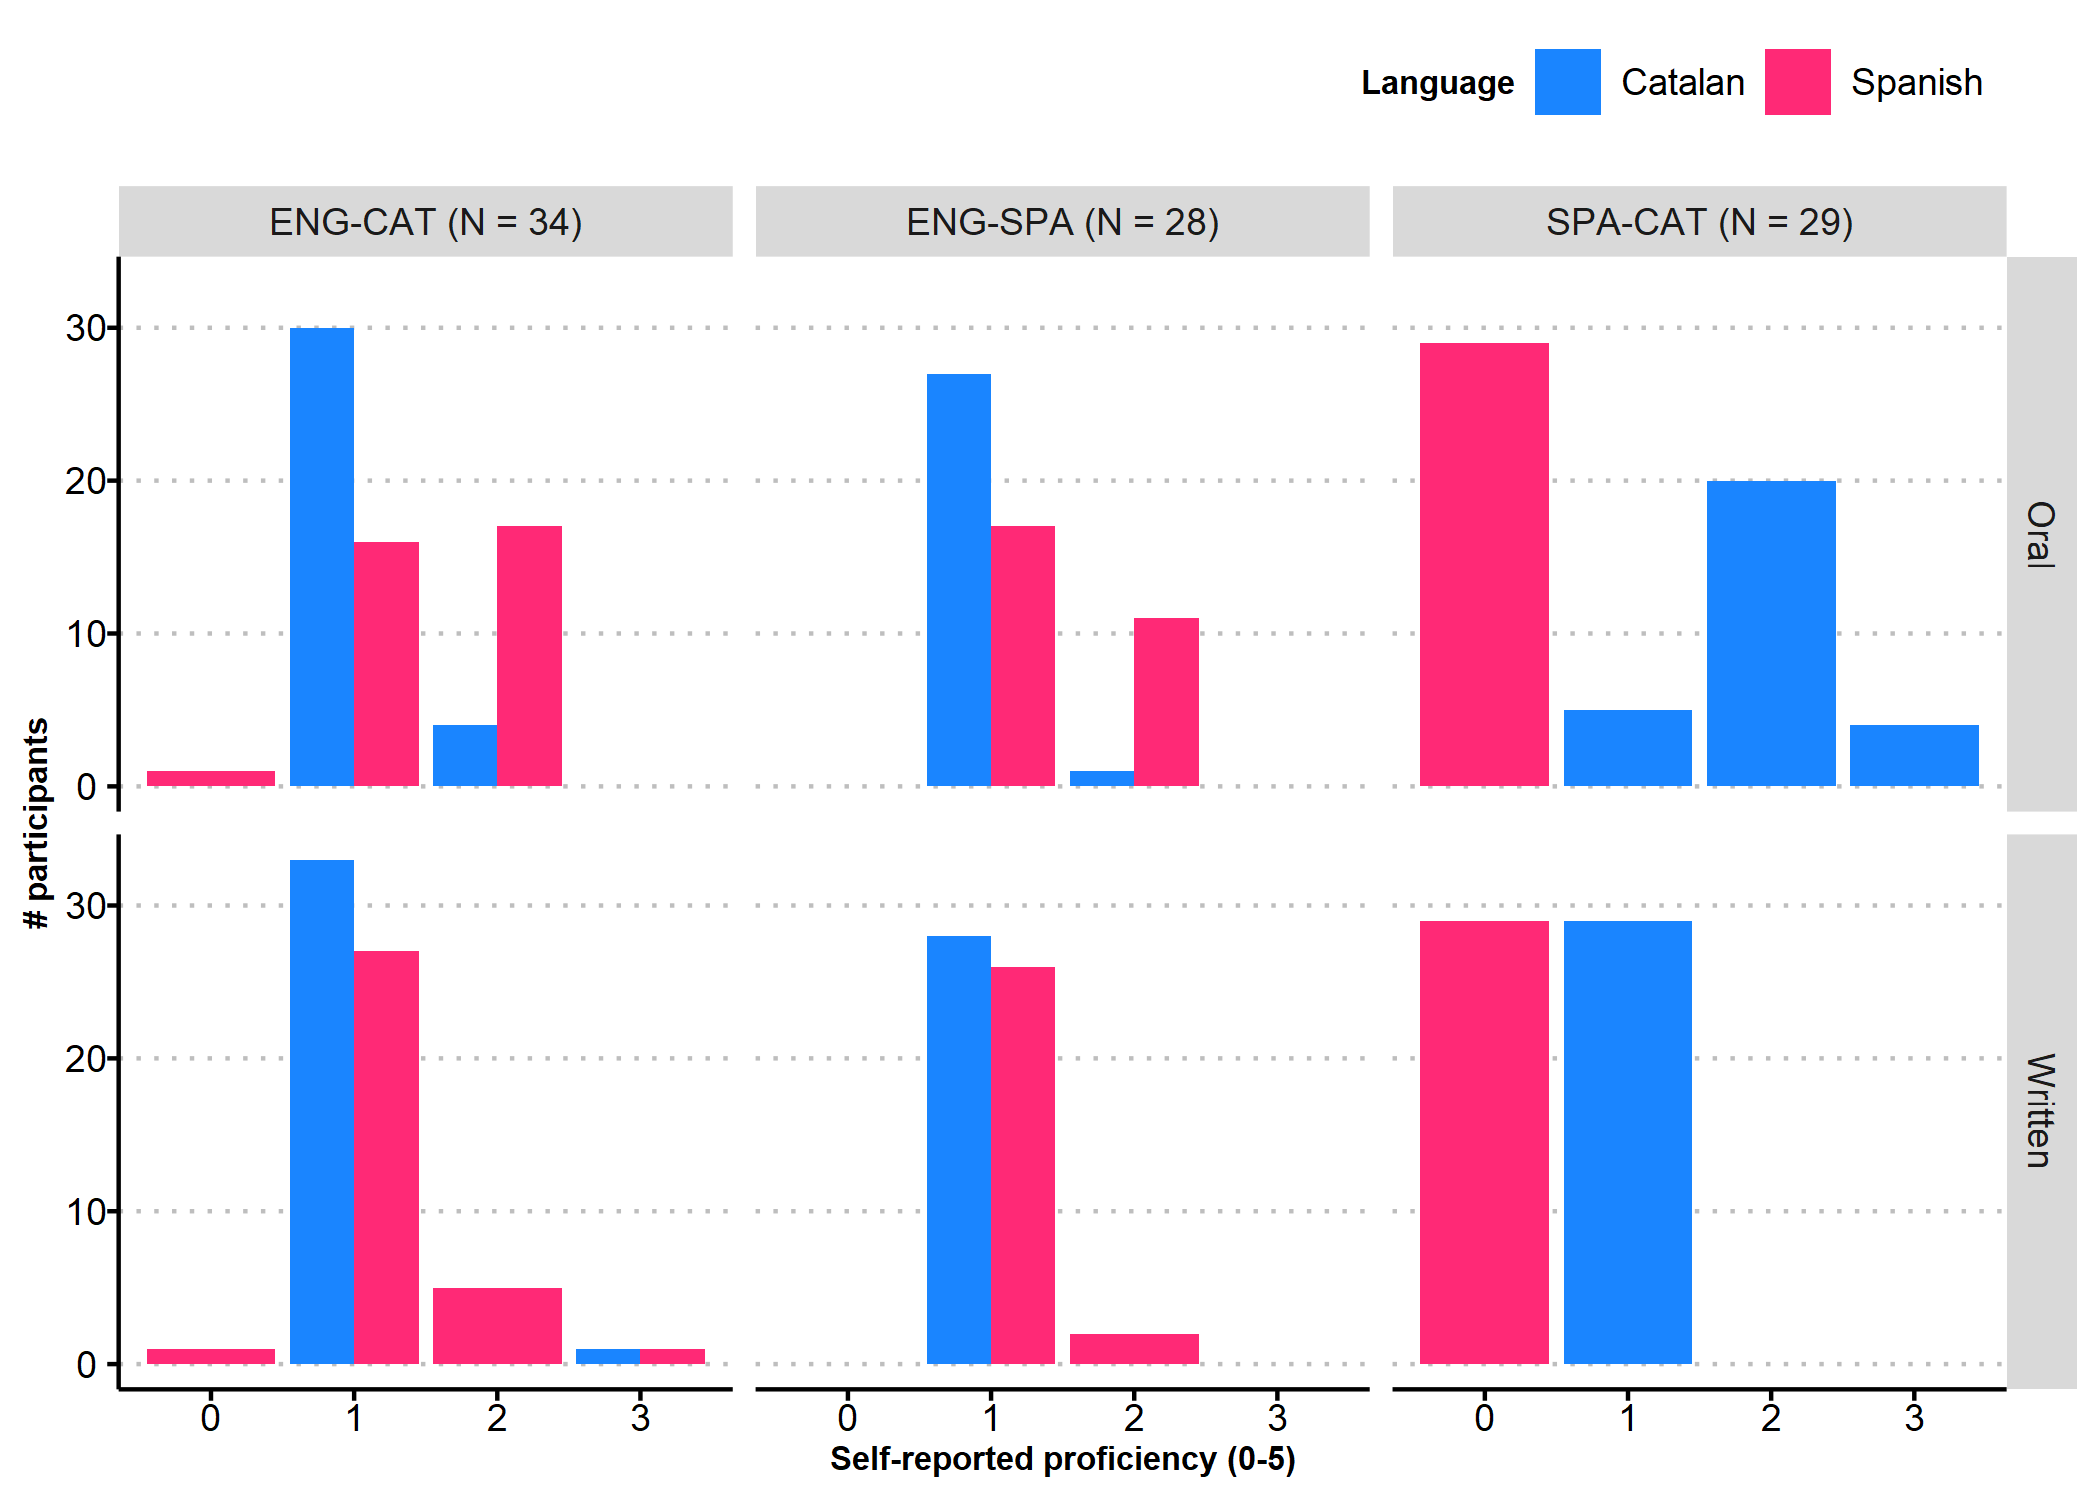 Language Catalan Spanish
ENG-CAT (N = 34) ENG-SPA (N = 28) SPA-CAT (N = 29)
30
20
10
0
Oral
# participants
30
20
10
0
Written
0 1 2 3 0 1 2 3 0 1 2 3
Self-reported proficiency (0-5)